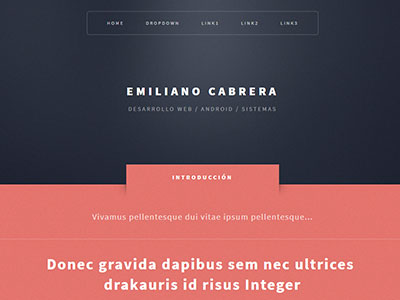 HOME DROPDOWN LINK1 LINK2 LINK3
EMILIANO CABRERA
DESARROLLO WEB / ANDROID / SISTEMAS
INTRODUCCIÓN
Vivamus pellentesque dui vitae ipsum pellentesque...
Donec gravida dapibus sem nec ultrices
drakauris id risus Integer